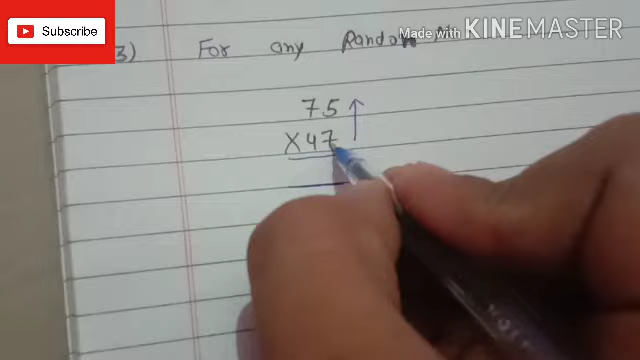 Subscribe
Made with KINEMASTER
3) For any Random
75
X47